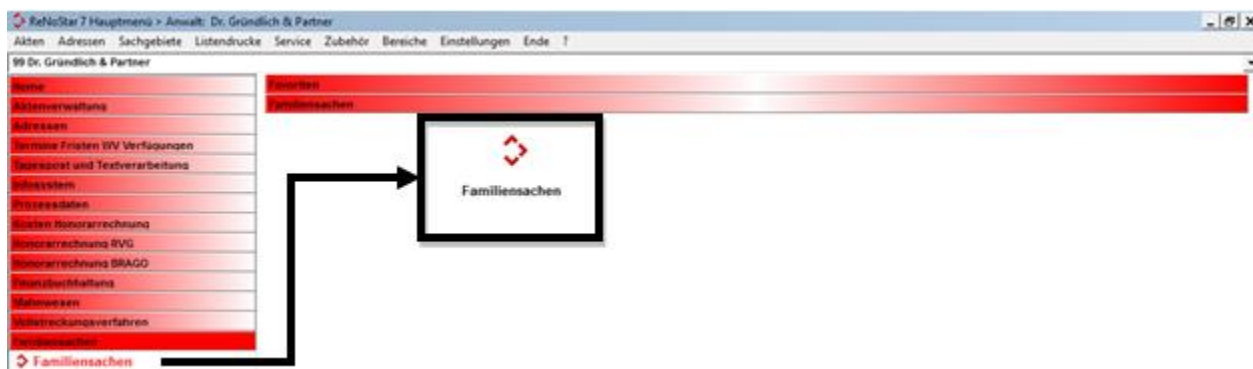 ReNoStar 7 Hauptmenü > Anwalt: Dr. Gründlich & Partner
Akten Adressen Sachgebiete Listendrucke Service Zubehör Bereiche Einstellungen Ende ?
99 Dr. Gründlich & Partner
Home
Aktenverwaltung
Adressen
Termine Fristen WV Verfügungen
Tagespost und Textverarbeitung
Infosystem
Prozessdaten
Kosten Honorarrechnung
Honorarrechnung RVG
Honorarrechnung BRAGO
Finanzbuchhaltung
Mahnwesen
Vollstreckungsverfahren
Familiensachen
Familiensachen
Favoriten
Familiensachen
Familiensachen